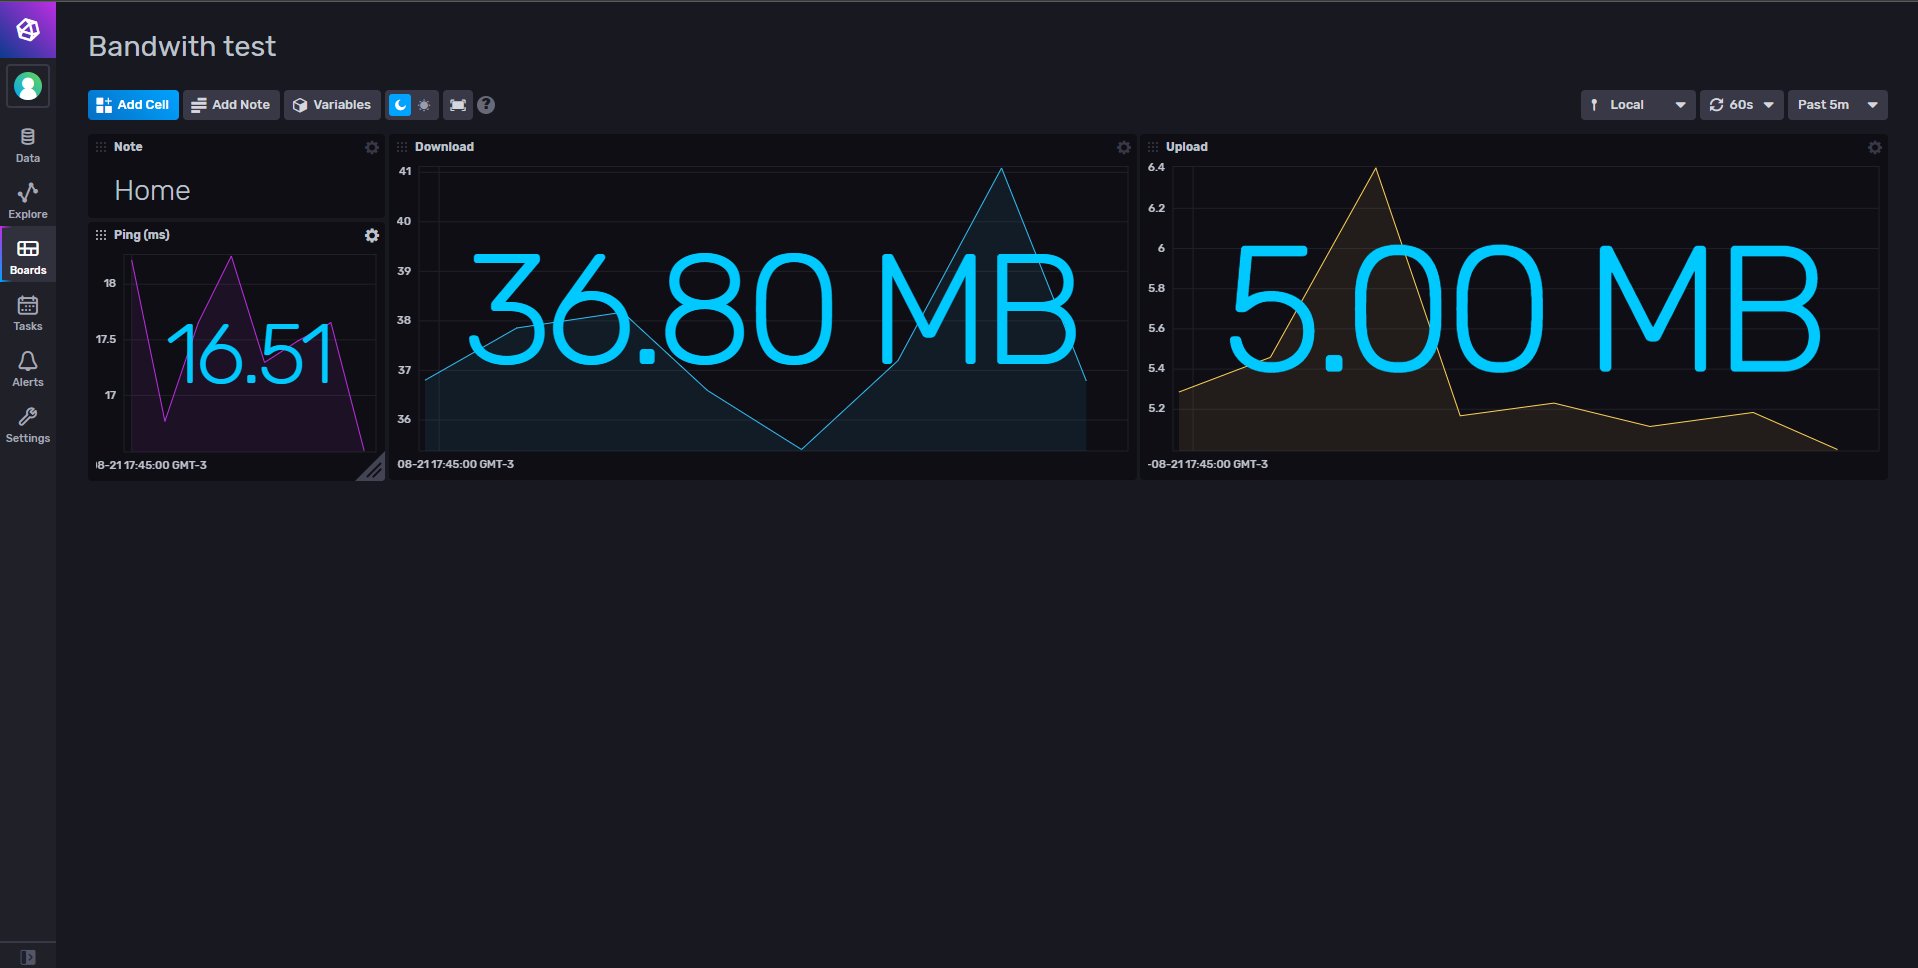 Bandwith test
Add Cell
Add Note
Variables
?
Local
60s
Past 5m
Data
Explore
Boards
Tasks
Alerts
Settings
Note
Home
Ping (ms)
18
17.5
17
16.51
8-21 17:45:00 GMT-3
Download
41
40
39
38
37
36
36.80 MB
08-21 17:45:00 GMT-3
Upload
6.4
6.2
6
5.8
5.6
5.4
5.2
5.00 MB
-08-21 17:45:00 GMT-3